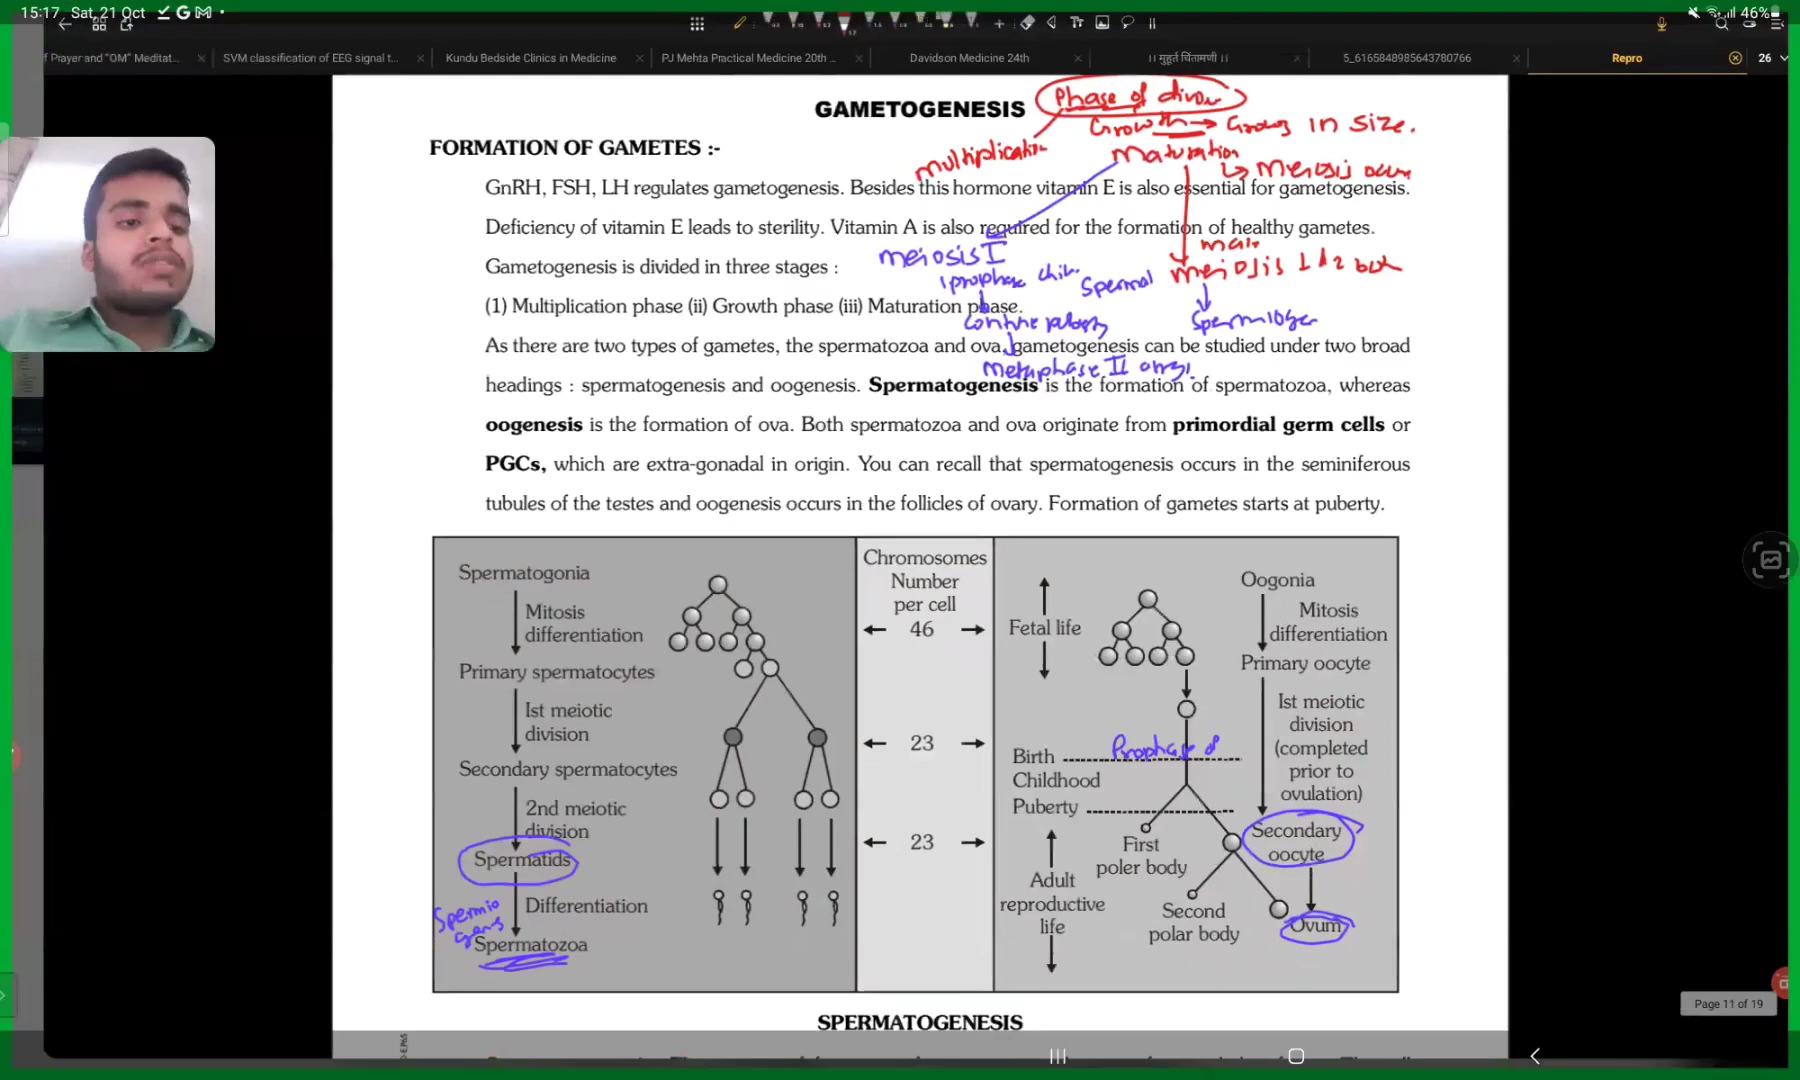 15:17 Sat, 21 Oct
46%
f Prayer and "OM" Meditat...
SVM classification of EEG signal t...
Kundu Bedside Clinics in Medicine
PJ Mehta Practical Medicine 20th ...
Davidson Medicine 24th
।। मुहूर्त चिंतामणी ।।
5_6165848985643780766
Repro
26
GAMETOGENESIS
Phase of
Growth → Grows in size.
multiplication
Maturation
↳ Meiosis occur
FORMATION OF GAMETES :-
GnRH, FSH, LH regulates gametogenesis. Besides this hormone vitamin E is also essential for gametogenesis.
Deficiency of vitamin E leads to sterility. Vitamin A is also required for the formation of healthy gametes.
meiosis I
male
Gametogenesis is divided in three stages :
prophase
meiosis 1 & 2 both
(1) Multiplication phase (ii) Growth phase (iii) Maturation phase.
As there are two types of gametes, the spermatozoa and ova, gametogenesis can be studied under two broad
metaphase II
headings : spermatogenesis and oogenesis. Spermatogenesis is the formation of spermatozoa, whereas
oogenesis is the formation of ova. Both spermatozoa and ova originate from primordial germ cells or
PGCs, which are extra-gonadal in origin. You can recall that spermatogenesis occurs in the seminiferous
tubules of the testes and oogenesis occurs in the follicles of ovary. Formation of gametes starts at puberty.
Spermatogonia
Mitosis
differentiation
Primary spermatocytes
Ist meiotic
division
Secondary spermatocytes
2nd meiotic
division
Spermatids
Differentiation
Spermio
Spermatozoa
Chromosomes
Number
per cell
46
23
23
Fetal life
Birth
Prophase of
Childhood
Puberty
First
poler body
Adult
reproductive
life
Second
polar body
Oogonia
Mitosis
differentiation
Primary oocyte
Ist meiotic
division
(completed
prior to
ovulation)
Secondary
oocyte
Ovum
Page 11 of 19
SPERMATOGENESIS